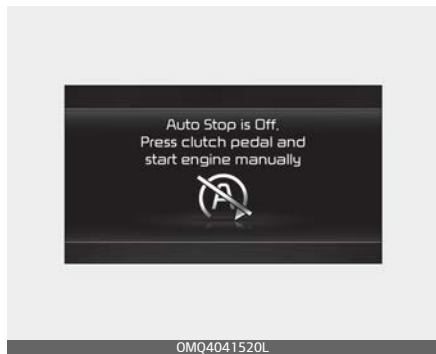 Auto Stop is Off,
Press clutch pedal and
start engine manually
A
OMQ4041520L